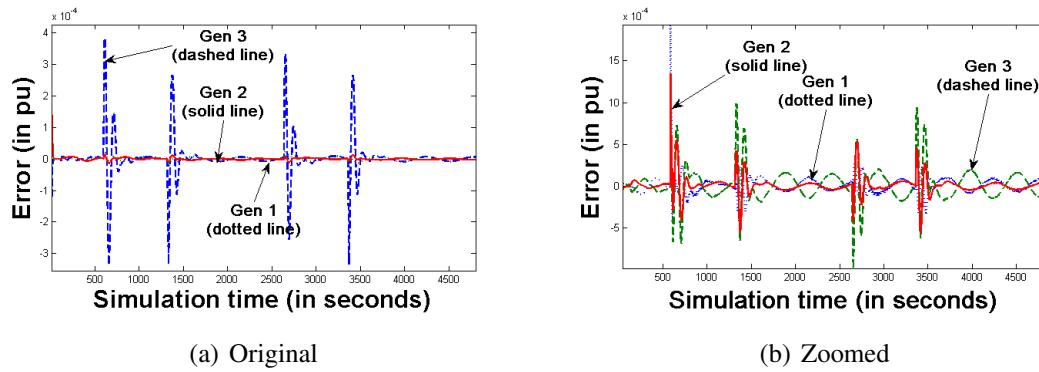 x 10⁻⁴
4
3
2
1
0
-1
-2
-3
Error (in pu)
Gen 3
(dashed line)
Gen 2
(solid line)
Gen 1
(dotted line)
500 1000 1500 2000 2500 3000 3500 4000 4500
Simulation time (in seconds)
(a) Original
x 10⁻⁴
15
10
5
0
-5
Error (in pu)
Gen 2
(solid line)
Gen 1
(dotted line)
Gen 3
(dashed line)
500 1000 1500 2000 2500 3000 3500 4000 4500
Simulation time (in seconds)
(b) Zoomed